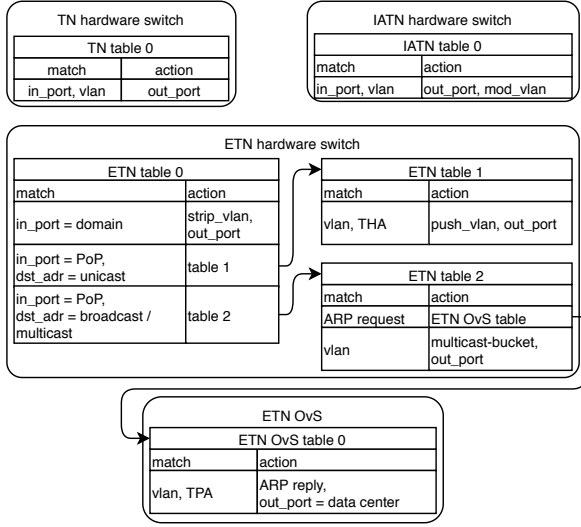 TN hardware switch
TN table 0
match action
in_port, vlan out_port
IATN hardware switch
IATN table 0
match action
in_port, vlan out_port, mod_vlan
ETN hardware switch
ETN table 0
match action
in_port = domain strip_vlan,
out_port
in_port = PoP,
dst_adr = unicast table 1
in_port = PoP,
dst_adr = broadcast /
multicast table 2
ETN table 1
match action
vlan, THA push_vlan, out_port
ETN table 2
match action
ARP request ETN OvS table
vlan multicast-bucket,
out_port
ETN OvS
ETN OvS table 0
match action
vlan, TPA ARP reply,
out_port = data center